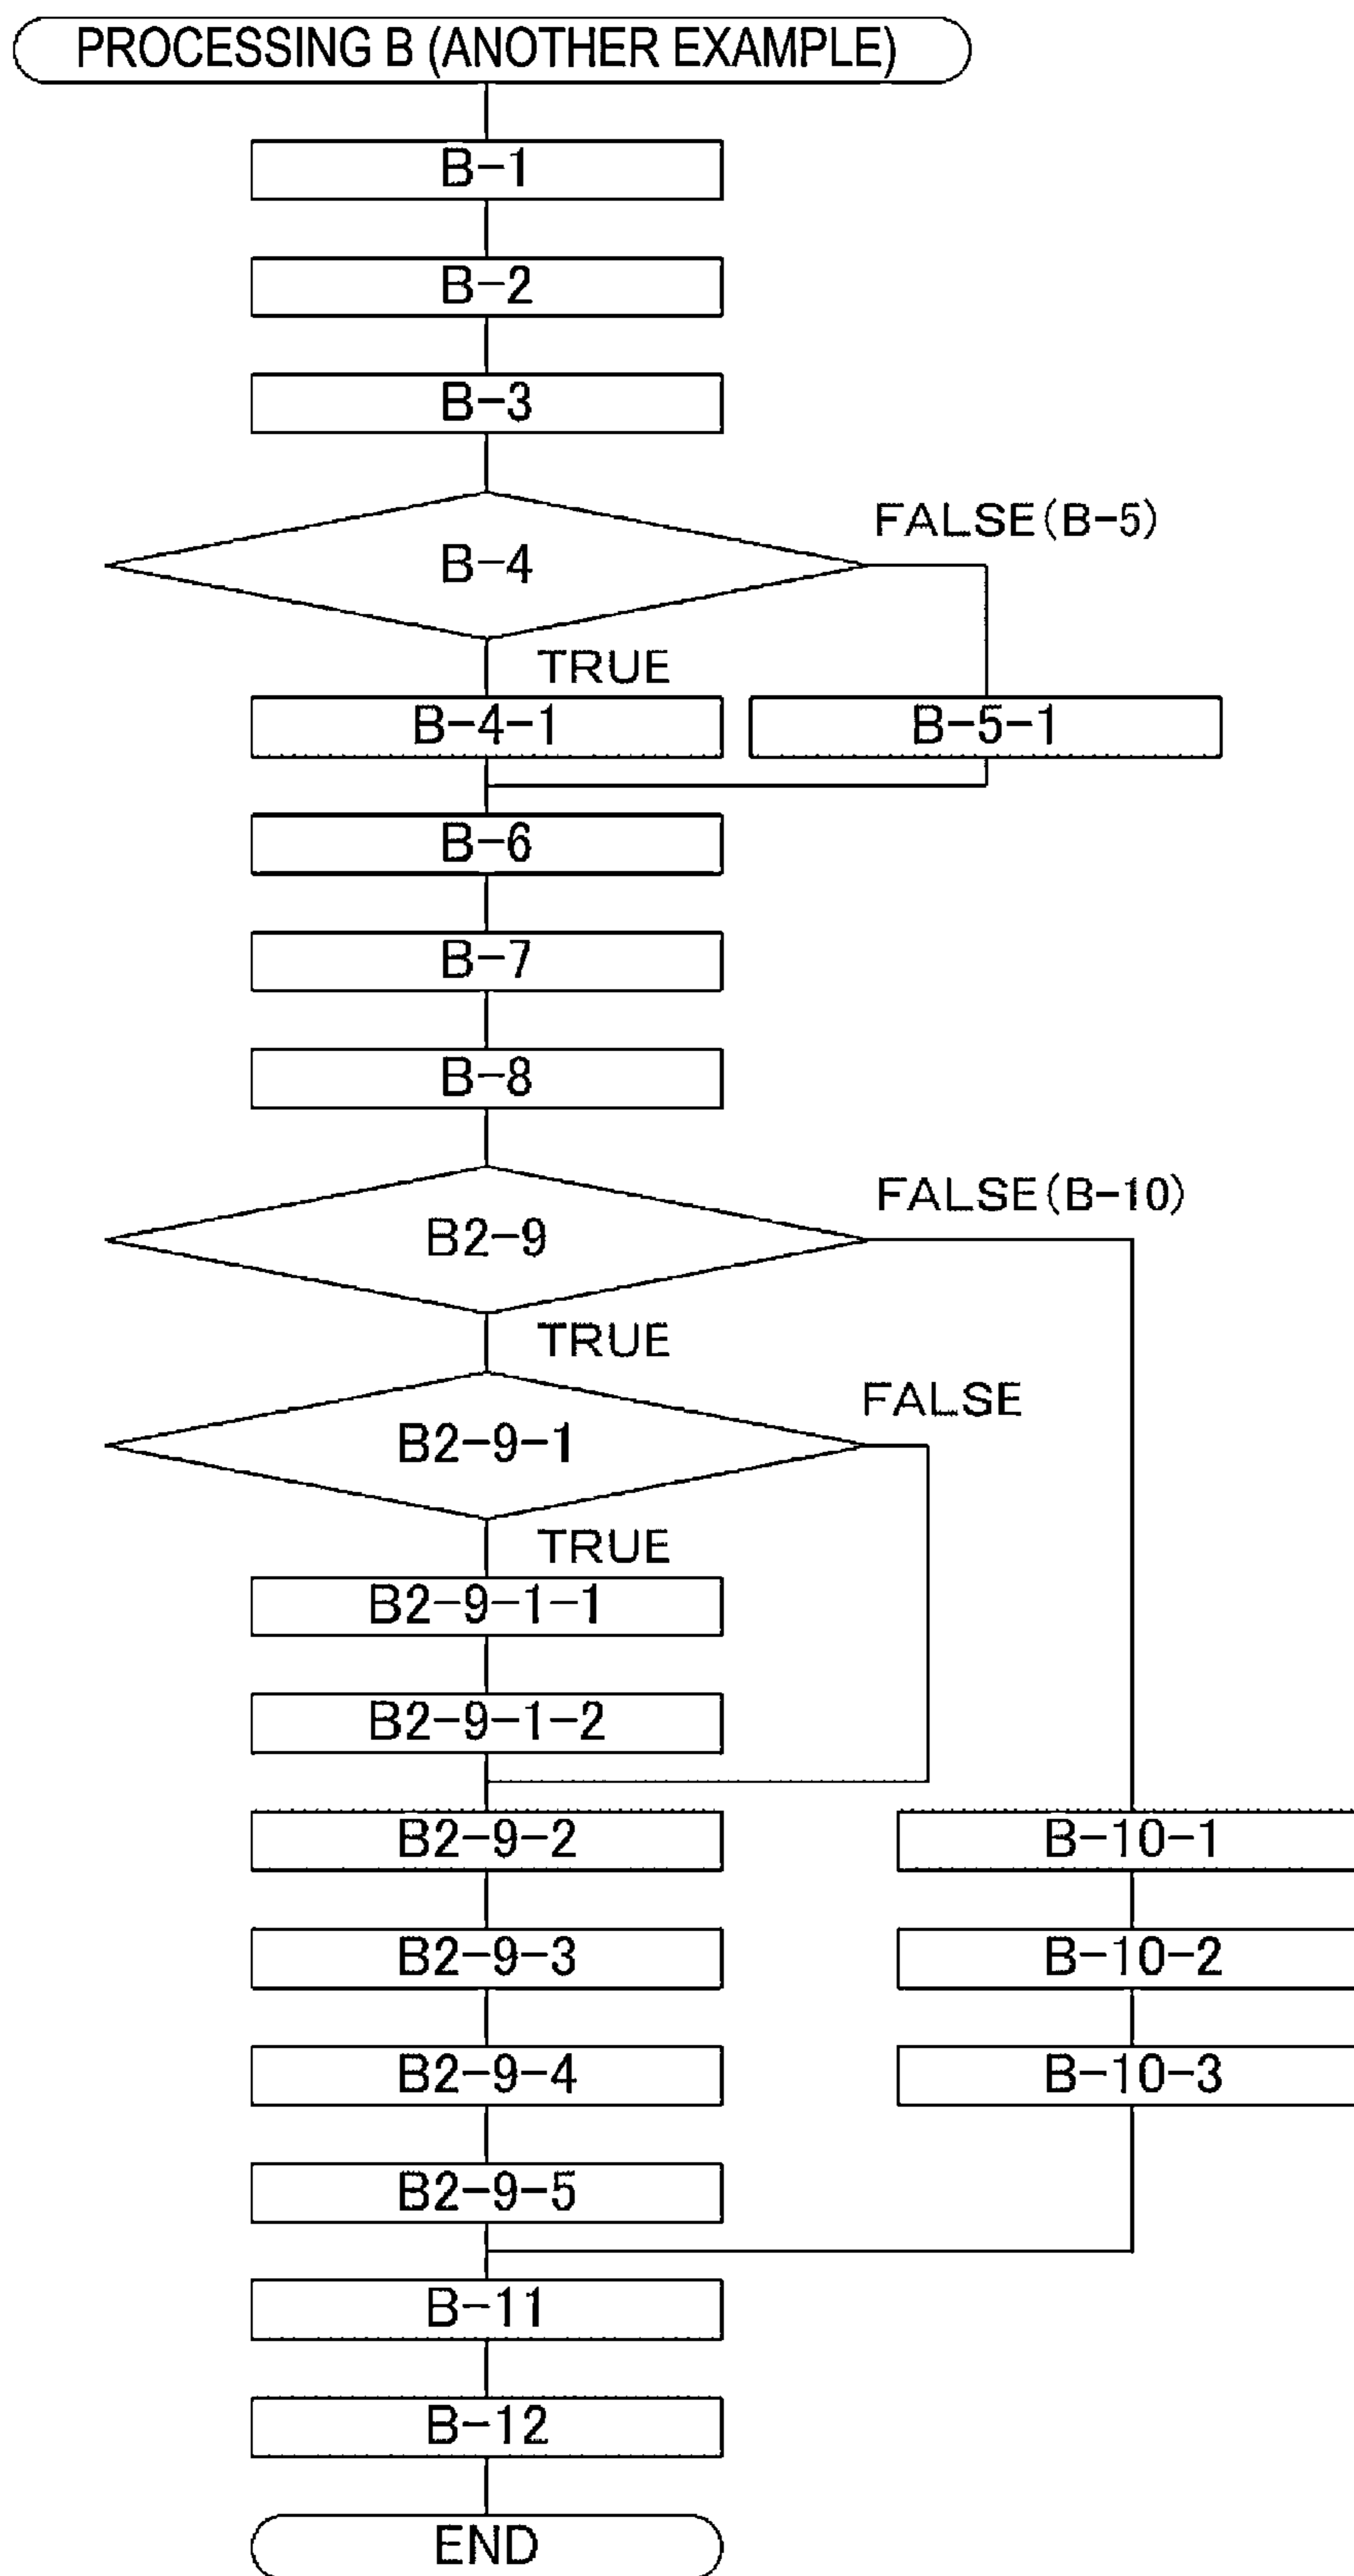 PROCESSING B (ANOTHER EXAMPLE)
B-1
B-2
B-3
FALSE(B-5)
B-4
TRUE
B-4-1
B-5-1
B-6
B-7
B-8
FALSE(B-10)
B2-9
TRUE
FALSE
B2-9-1
TRUE
B2-9-1-1
B2-9-1-2
B2-9-2
B-10-1
B2-9-3
B-10-2
B2-9-4
B-10-3
B2-9-5
B-11
B-12
END